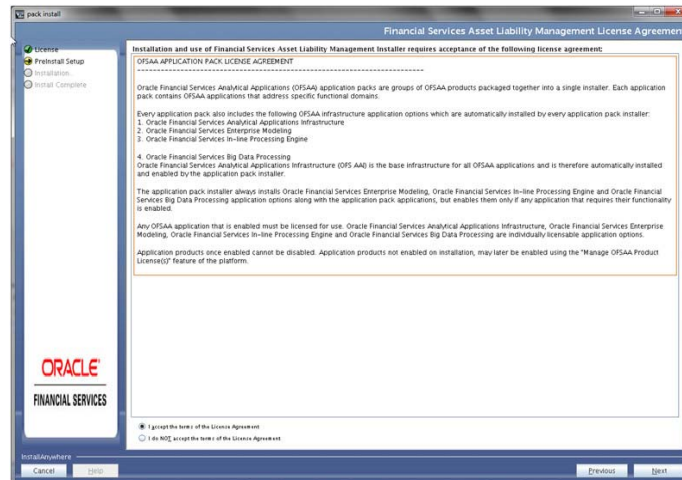 pack install
Financial Services Asset Liability Management License Agreemen
License
PreInstall Setup
Installation...
Install Complete
Installation and use of Financial Services Asset Liability Management Installer requires acceptance of the following license agreement:
OFSAA APPLICATION PACK LICENSE AGREEMENT
Oracle Financial Services Analytical Applications (OFSAA) application packs are groups of OFSAA products packaged together into a single installer. Each application
pack contains OFSAA applications that address specific functional domains.
Every application pack also includes the following OFSAA infrastructure application options which are automatically installed by every application pack installer:
1. Oracle Financial Services Analytical Applications Infrastructure
2. Oracle Financial Services Enterprise Modeling
3. Oracle Financial Services In-line Processing Engine
4. Oracle Financial Services Big Data Processing
Oracle Financial Services Analytical Applications Infrastructure (OFS AAI) is the base infrastructure for all OFSAA applications and is therefore automatically installed
and enabled by the application pack installer.
The application pack installer always installs Oracle Financial Services Enterprise Modeling, Oracle Financial Services In-line Processing Engine and Oracle Financial
Services Big Data Processing application options along with the application pack applications, but enables them only if any application that requires their functionality
is enabled.
Any OFSAA application that is enabled must be licensed for use. Oracle Financial Services Analytical Applications Infrastructure, Oracle Financial Services Enterprise
Modeling, Oracle Financial Services In-line Processing Engine and Oracle Financial Services Big Data Processing are individually licensable application options.
Application products once enabled cannot be disabled. Application products not enabled on installation, may later be enabled using the "Manage OFSAA Product
License(s)" feature of the platform.
ORACLE
FINANCIAL SERVICES
I accept the terms of the License Agreement
I do NOT accept the terms of the License Agreement
InstallAnywhere
Cancel
Help
Previous
Next